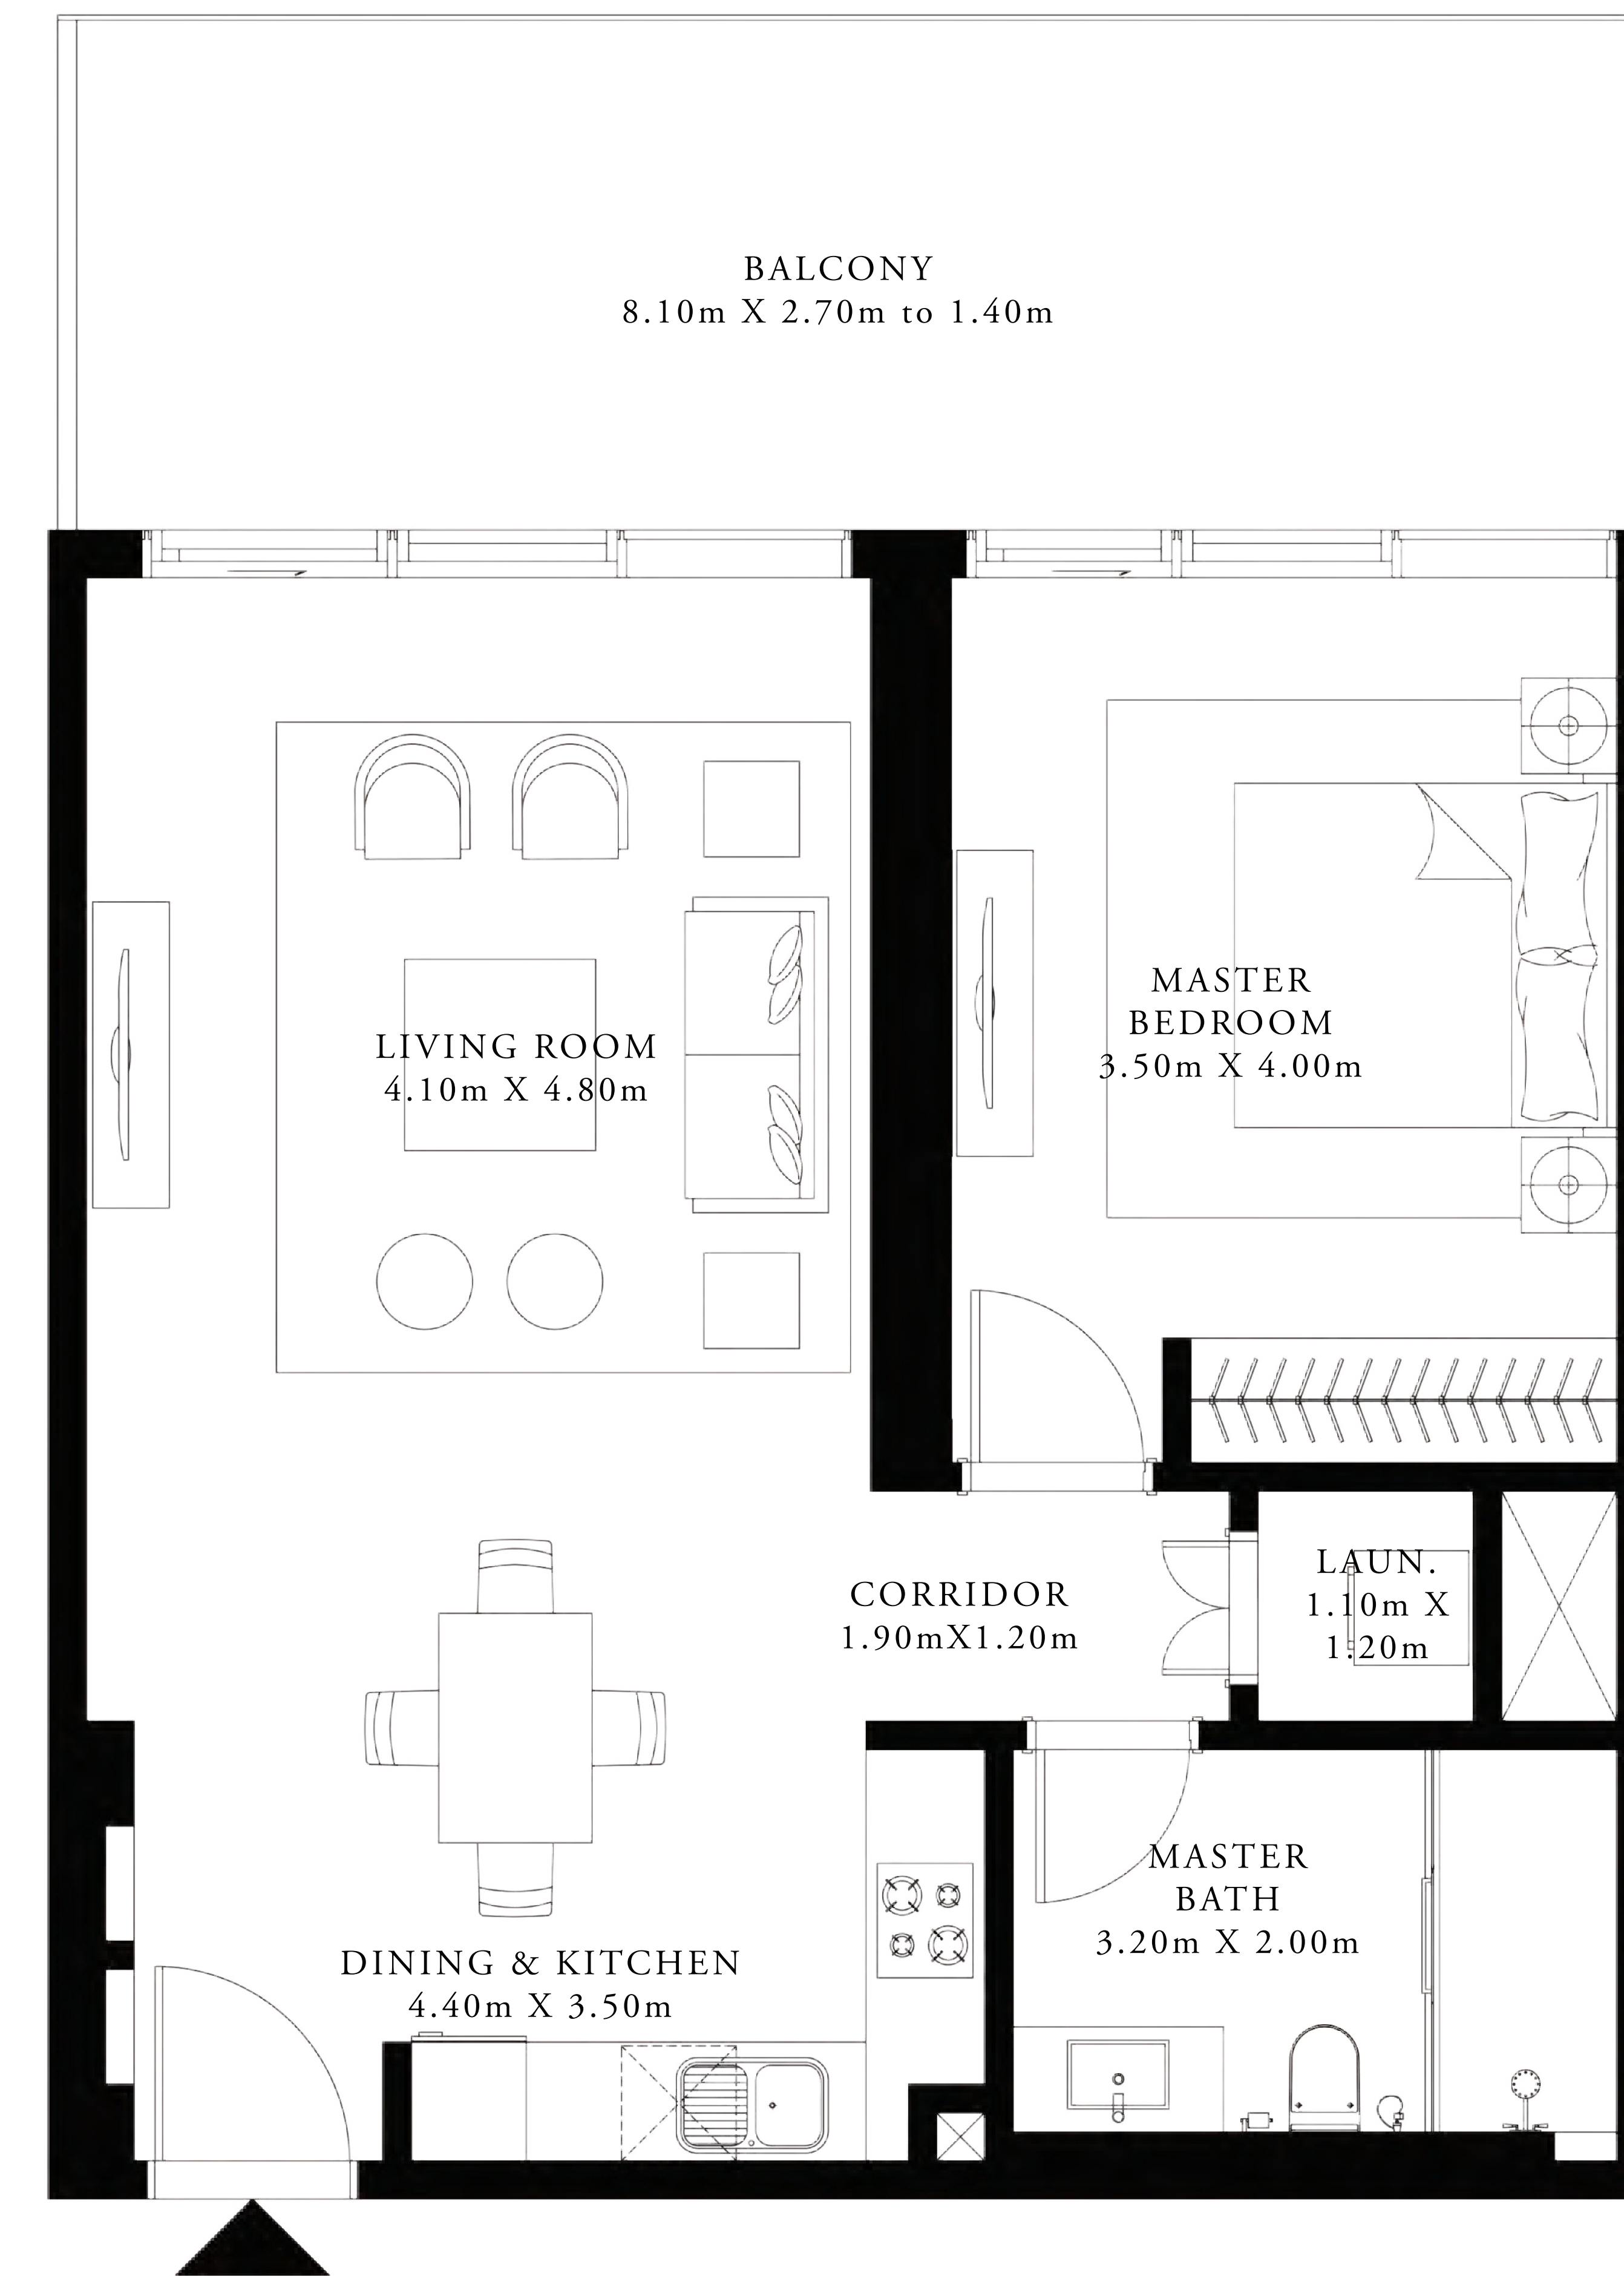 BALCONY
8.10m X 2.70m to 1.40m
MASTER
BEDROOM
3.50m X 4.00m
LIVING ROOM
4.10m X 4.80m
LAUN.
1.10m X
1.20m
CORRIDOR
1.90mX1.20m
MASTER
BATH
3.20m X 2.00m
DINING & KITCHEN
4.40m X 3.50m